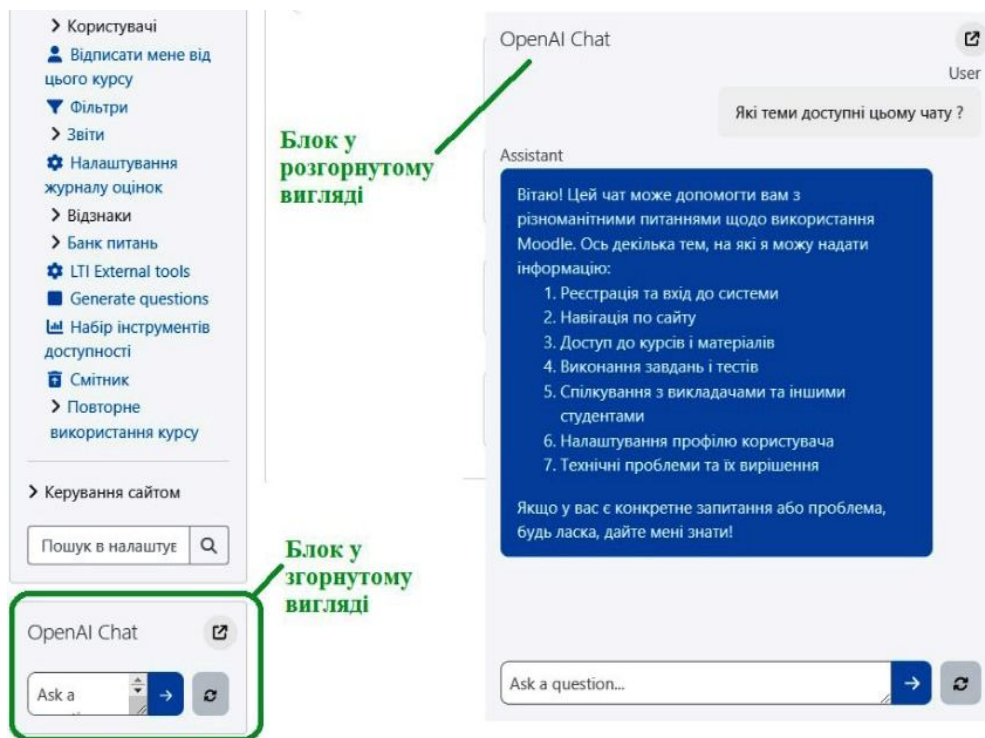 Користувачі
Відписати мене від
цього курсу
Фільтри
Звіти
Налаштування
журналу оцінок
Відзнаки
Банк питань
LTI External tools
Generate questions
Набір інструментів
доступності
Смітник
Повторне
використання курсу
Керування сайтом
Пошук в налаштує
Блок у
згорнутому
вигляді
OpenAI Chat
Ask a
Блок у
розгорнутому
вигляді
OpenAI Chat
User
Які теми доступні цьому чату ?
Assistant
Вітаю! Цей чат може допомогти вам з
різноманітними питаннями щодо використання
Moodle. Ось декілька тем, на які я можу надати
інформацію:
1. Реєстрація та вхід до системи
2. Навігація по сайту
3. Доступ до курсів і матеріалів
4. Виконання завдань і тестів
5. Спілкування з викладачами та іншими
студентами
6. Налаштування профілю користувача
7. Технічні проблеми та їх вирішення
Якщо у вас є конкретне запитання або проблема,
будь ласка, дайте мені знати!
Ask a question...